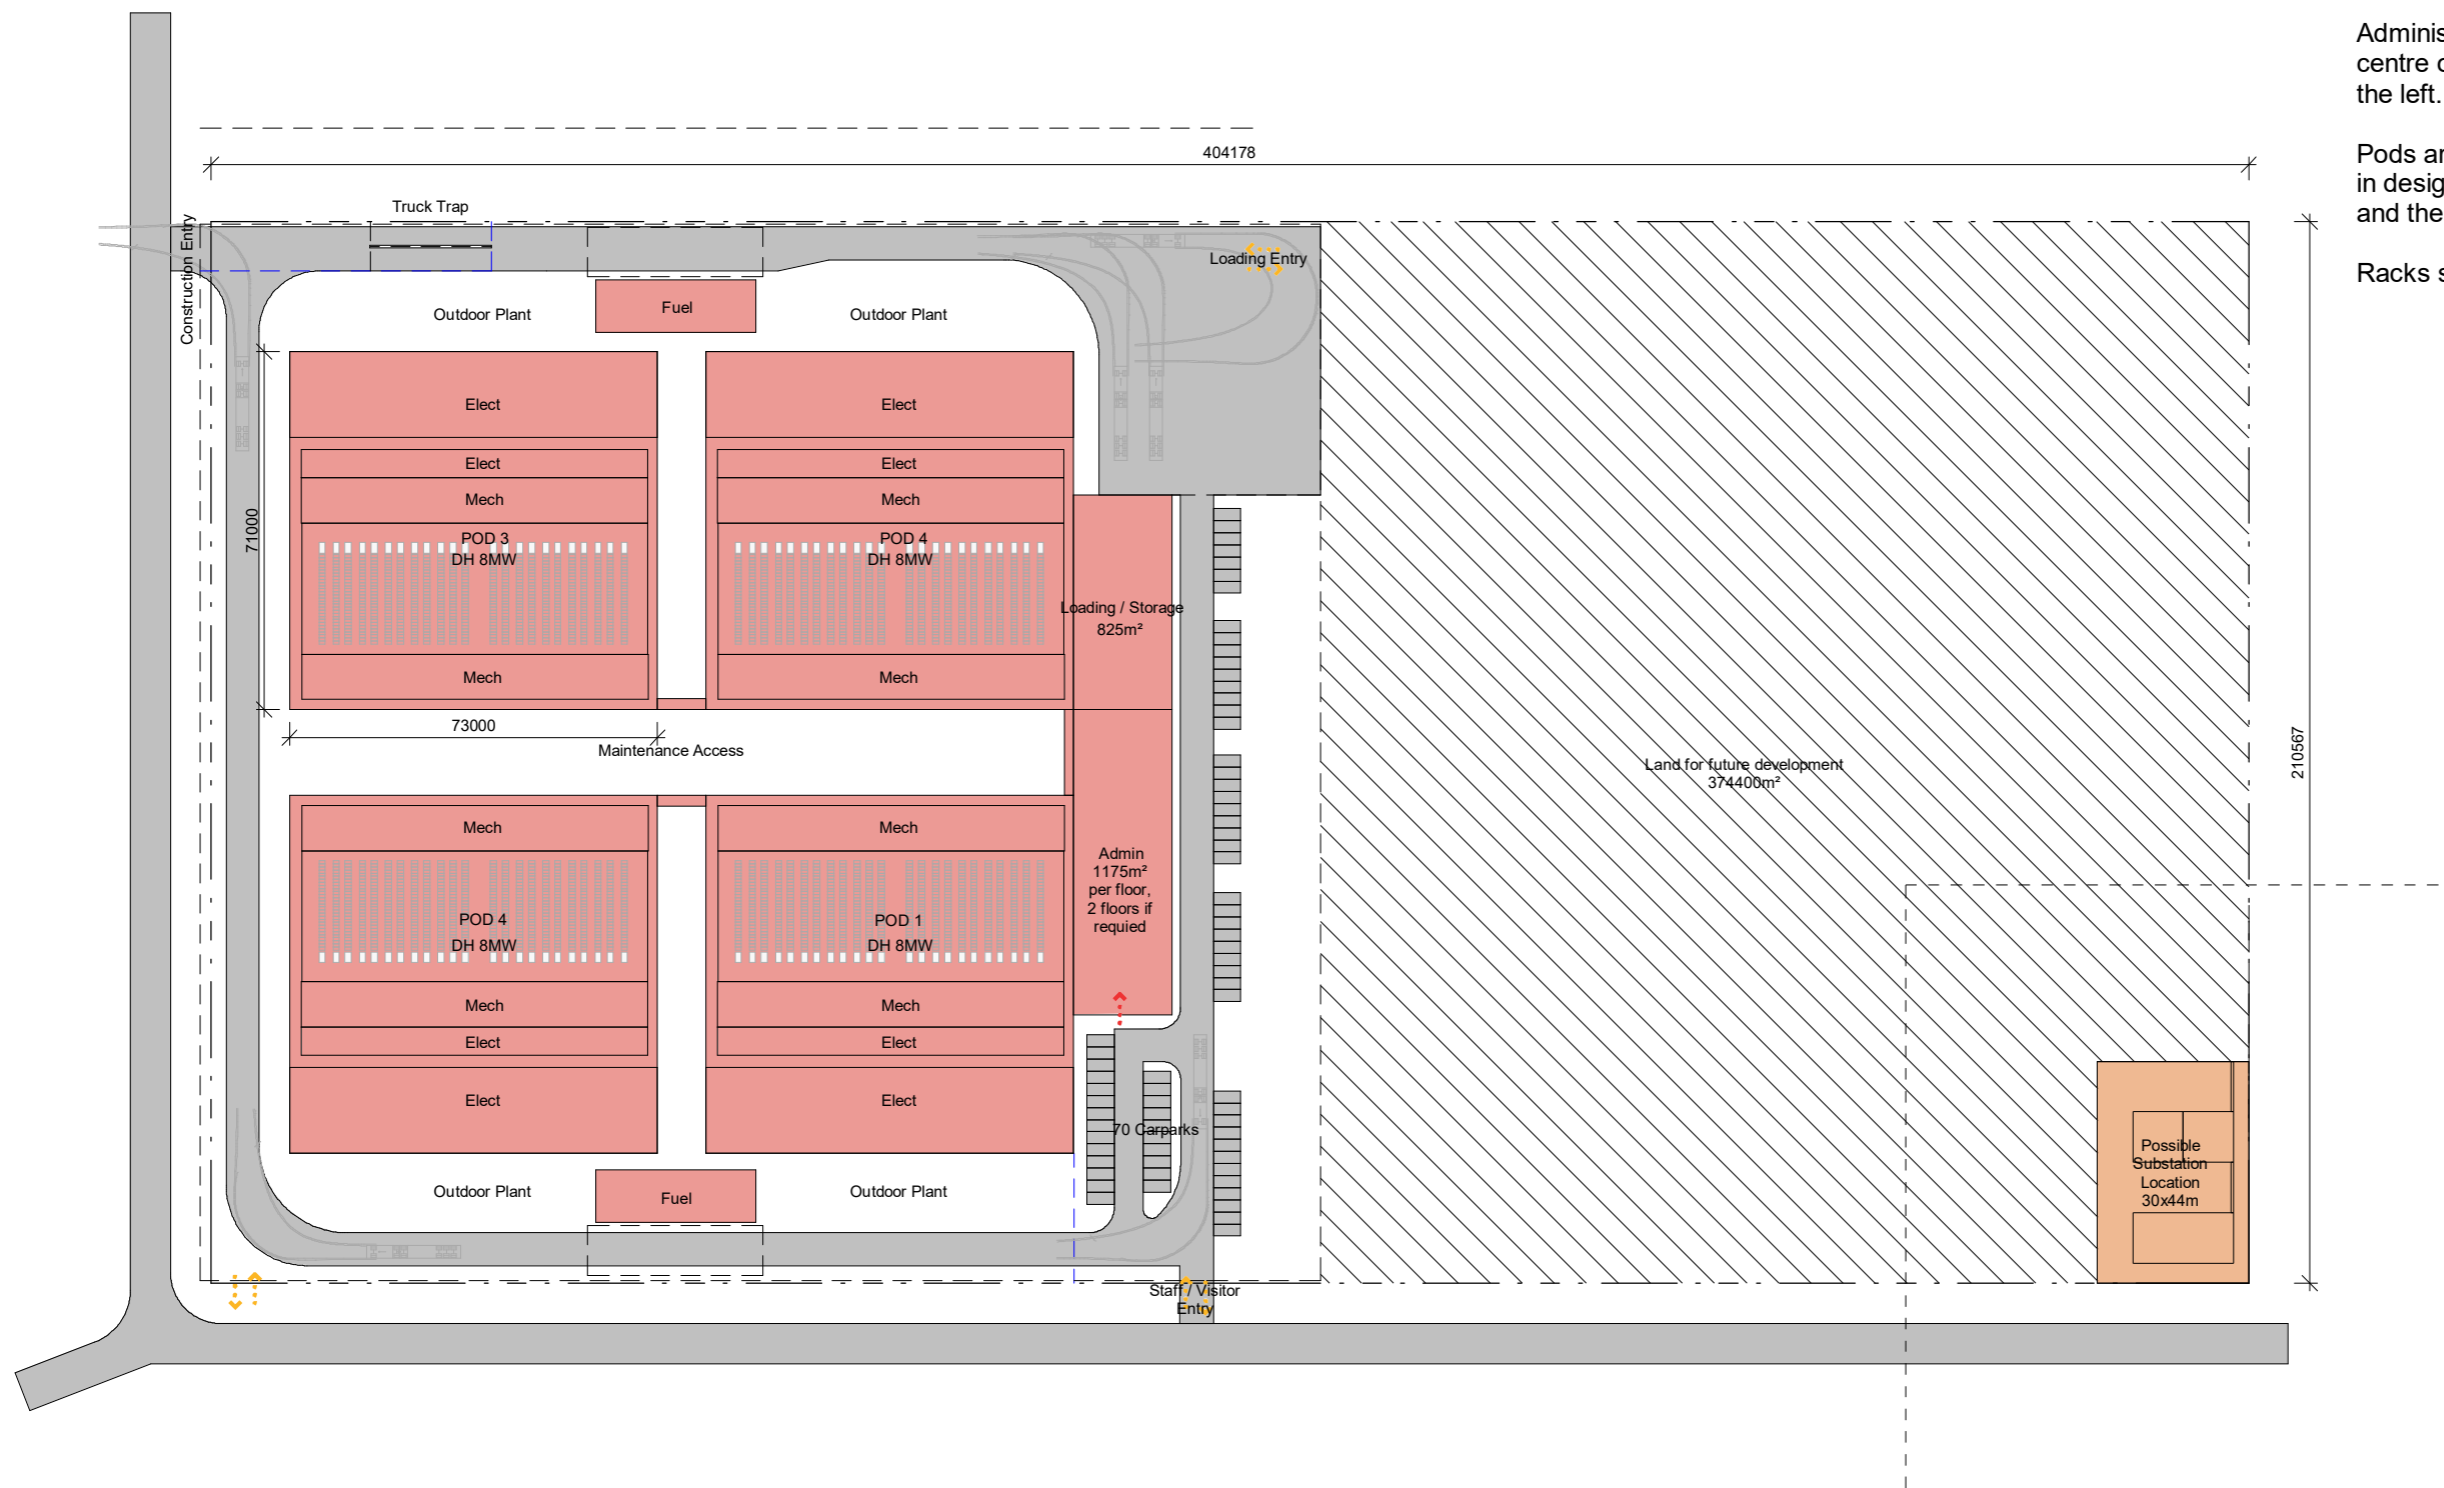 Adminis
centre c
the left.
Pods ar
in desig
and the
Racks s
404178
Truck Trap
Construction Entry
Loading Entry
Outdoor Plant
Fuel
Outdoor Plant
Elect
Elect
Elect
Elect
Mech
Mech
71000
POD 3
DH 8MW
POD 4
DH 8MW
Loading / Storage
825m²
Mech
Mech
73000
Maintenance Access
210567
Land for future development
374400m²
Mech
Mech
Admin
1175m²
per floor,
2 floors if
requied
POD 4
DH 8MW
POD 1
DH 8MW
Mech
Mech
Elect
Elect
Elect
Elect
70 Carparks
Possible
Substation
Location
30x44m
Outdoor Plant
Fuel
Outdoor Plant
Staff / Visitor
Entry